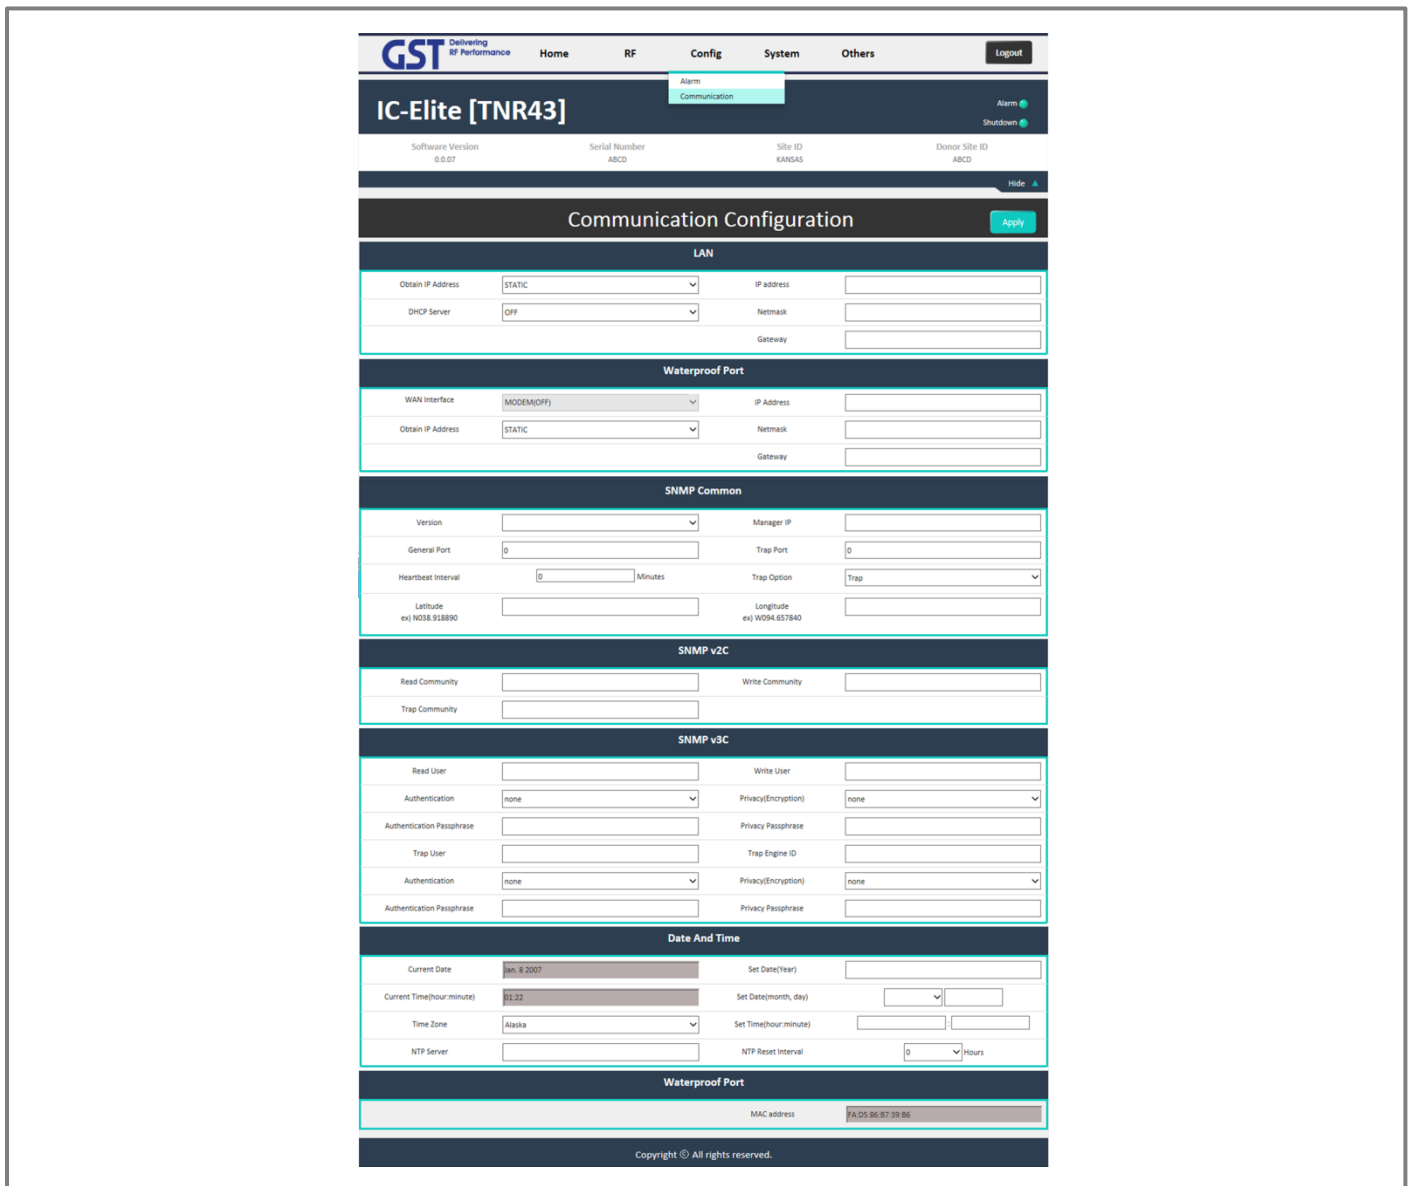 GST Delivering
RF Performance
Home RF Config System Others Logout
Alarm
Communication
IC-Elite [TNR43]
Alarm
Shutdown
Software Version Serial Number Site ID Donor Site ID
0.0.07 ABCD KANSAS ABCD
Hide
Communication Configuration Apply
LAN
Obtain IP Address STATIC IP address
DHCP Server OFF Netmask
Gateway
Waterproof Port
WAN Interface MODEM(OFF) IP Address
Obtain IP Address STATIC Netmask
Gateway
SNMP Common
Version Manager IP
General Port 0 Trap Port 0
Heartbeat Interval 0 Minutes Trap Option Trap
Latitude Longitude
ex) N038.918890 ex) W094.657840
SNMP v2C
Read Community Write Community
Trap Community
SNMP v3C
Read User Write User
Authentication none Privacy(Encryption) none
Authentication Passphrase Privacy Passphrase
Trap User Trap Engine ID
Authentication none Privacy(Encryption) none
Authentication Passphrase Privacy Passphrase
Date And Time
Current Date Jan. 8 2007 Set Date(Year)
Current Time(hour:minute) 01:22 Set Date(month, day)
Time Zone Alaska Set Time(hour:minute) :
NTP Server NTP Reset Interval 0 Hours
Waterproof Port
MAC address FA:D5:86:B7:39:B6
Copyright © All rights reserved.